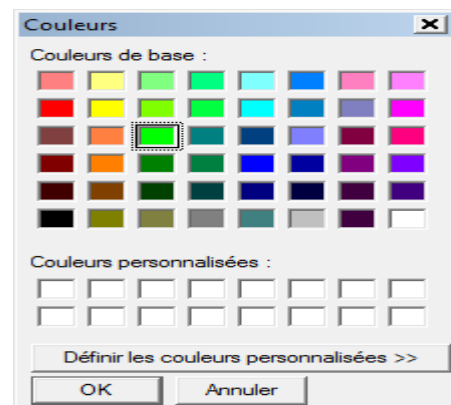 Couleurs
Couleurs de base :
Couleurs personnalisées :
Définir les couleurs personnalisées >>
OK Annuler